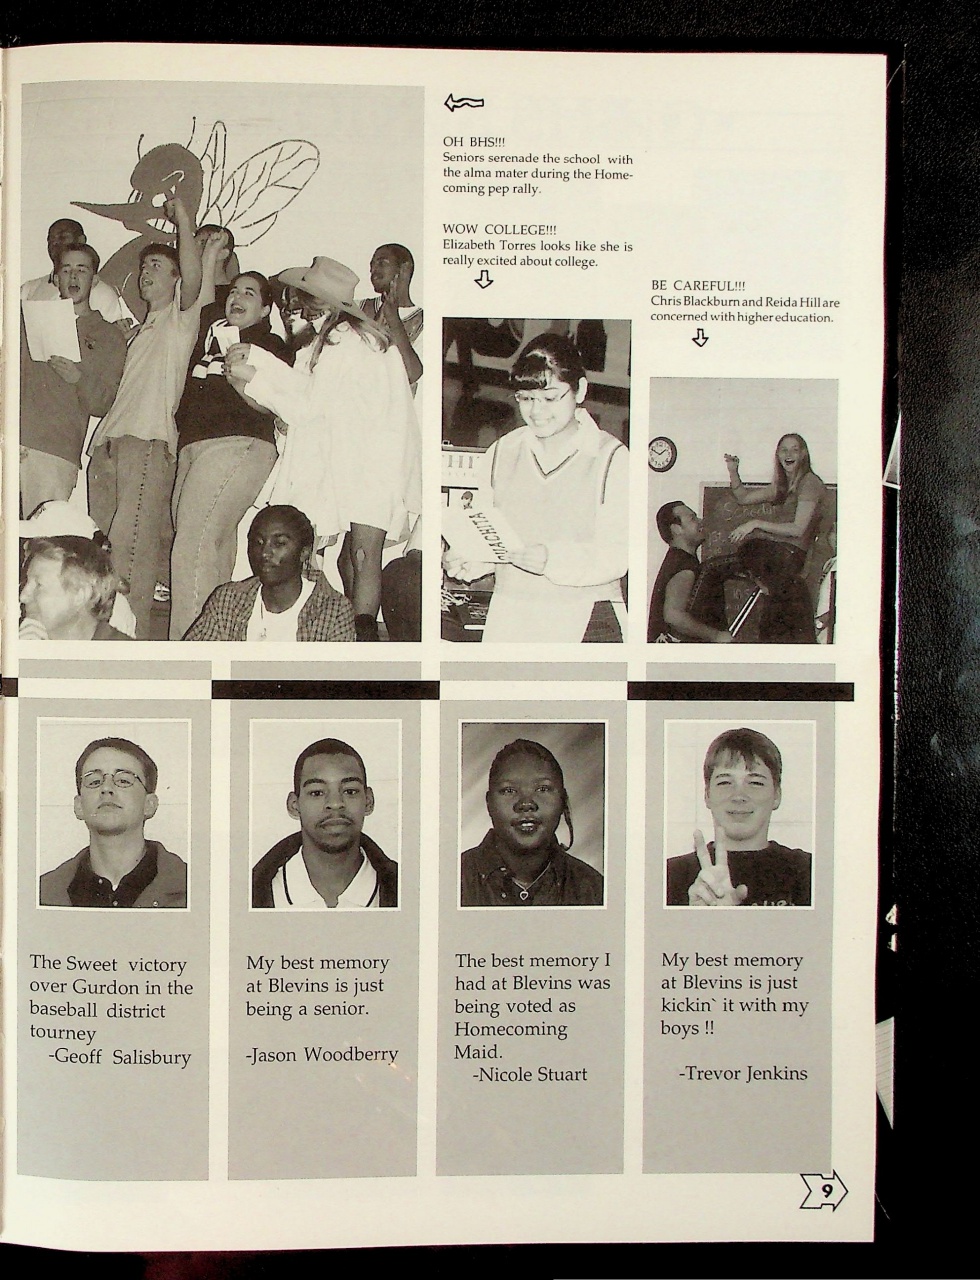 OH BHS!!!
Seniors serenade the school with
the alma mater during the Home-
coming pep rally.
WOW COLLEGE!!!
Elizabeth Torres looks like she is
really excited about college.
BE CAREFUL!!!
Chris Blackburn and Reida Hill are
concerned with higher education.
OUACHITA
The Sweet victory
over Gurdon in the
baseball district
tourney
-Geoff Salisbury
My best memory
at Blevins is just
being a senior.
-Jason Woodberry
The best memory I
had at Blevins was
being voted as
Homecoming
Maid.
-Nicole Stuart
My best memory
at Blevins is just
kickin` it with my
boys !!
-Trevor Jenkins
9